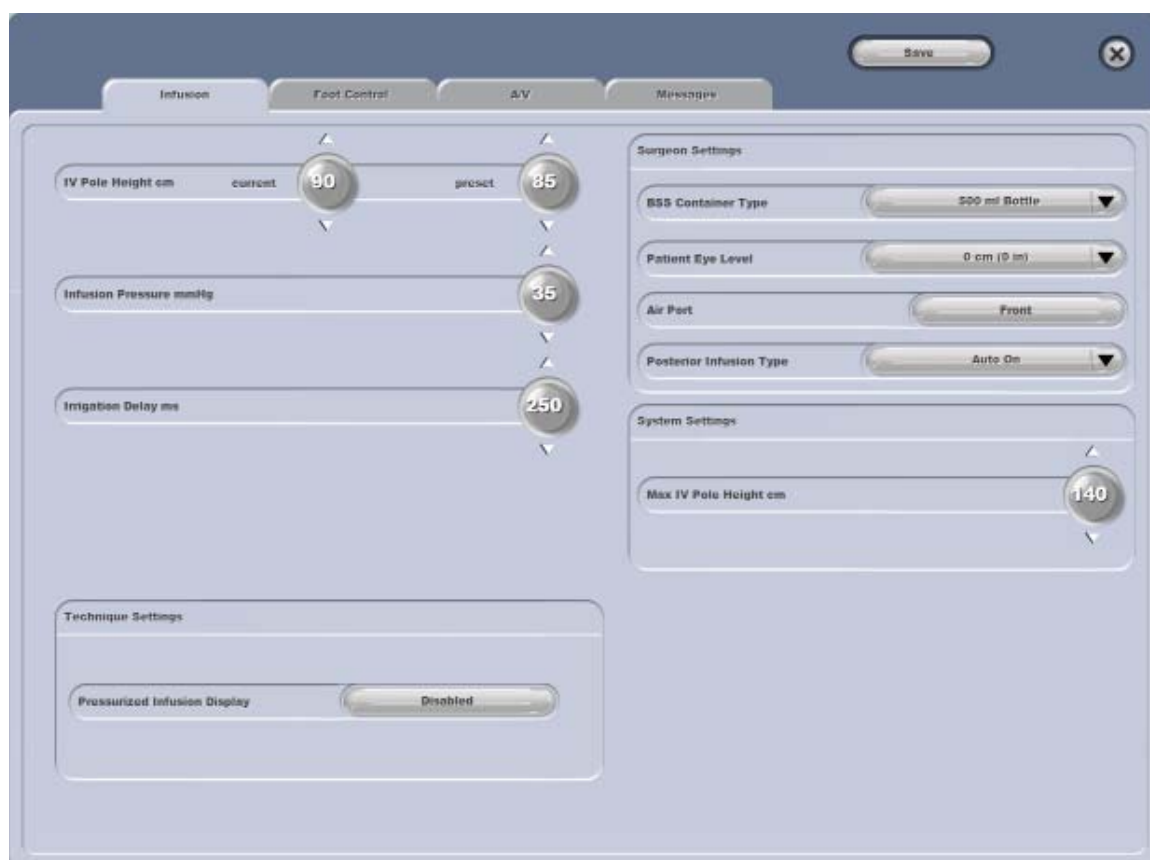 Save
Infusion Foot Control A/V Messages
IV Pole Height cm current 90 preset 85
Infusion Pressure mmHg 35
Irrigation Delay ms 250
Technique Settings
Pressurized Infusion Display Disabled
Surgeon Settings
BSS Container Type 500 ml Bottle
Patient Eye Level 0 cm (0 in)
Air Port Front
Posterior Infusion Type Auto On
System Settings
Max IV Pole Height cm 140